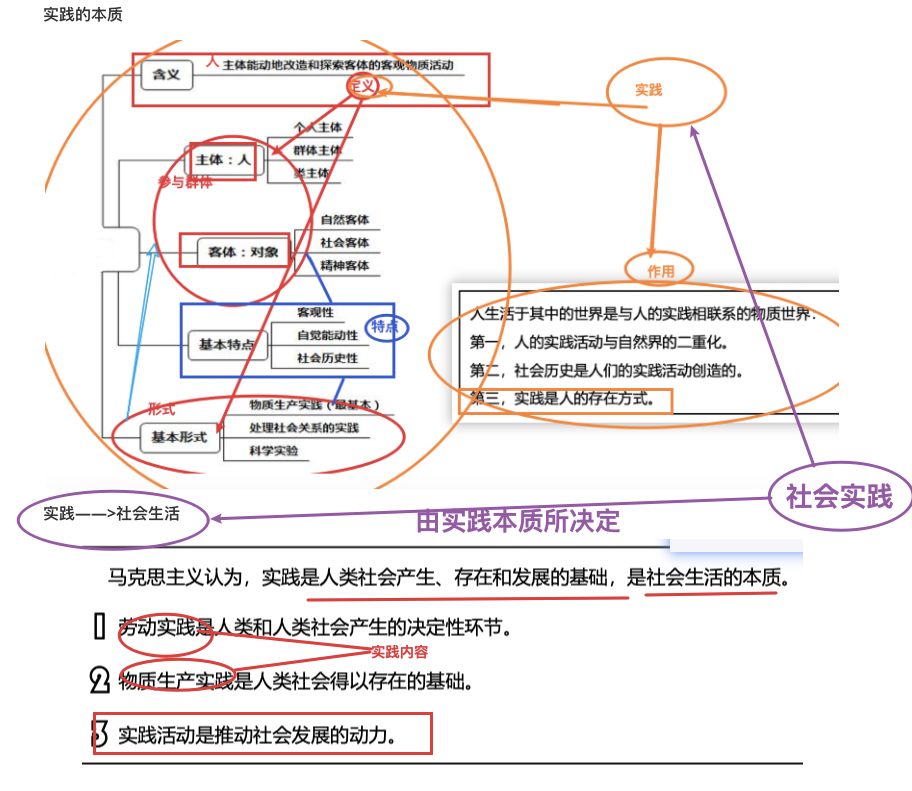 实践的本质
人
主体能动地改造和探索客体的客观物质活动
含义
定义
实践
个人主体
群体主体
类主体
主体：人
参与群体
自然客体
社会客体
精神客体
客体：对象
作用
客观性
自觉能动性
社会历史性
基本特点
特点
人生活于其中的世界是与人的实践相联系的物质世界：
第一，人的实践活动与自然界的二重化。
第二，社会历史是人们的实践活动创造的。
第三，实践是人的存在方式。
形式
物质生产实践（最基本）
处理社会关系的实践
科学实验
基本形式
社会实践
实践——>社会生活
由实践本质所决定
马克思主义认为，实践是人类社会产生、存在和发展的基础，是社会生活的本质。
1 劳动实践是人类和人类社会产生的决定性环节。
实践内容
2 物质生产实践是人类社会得以存在的基础。
3 实践活动是推动社会发展的动力。